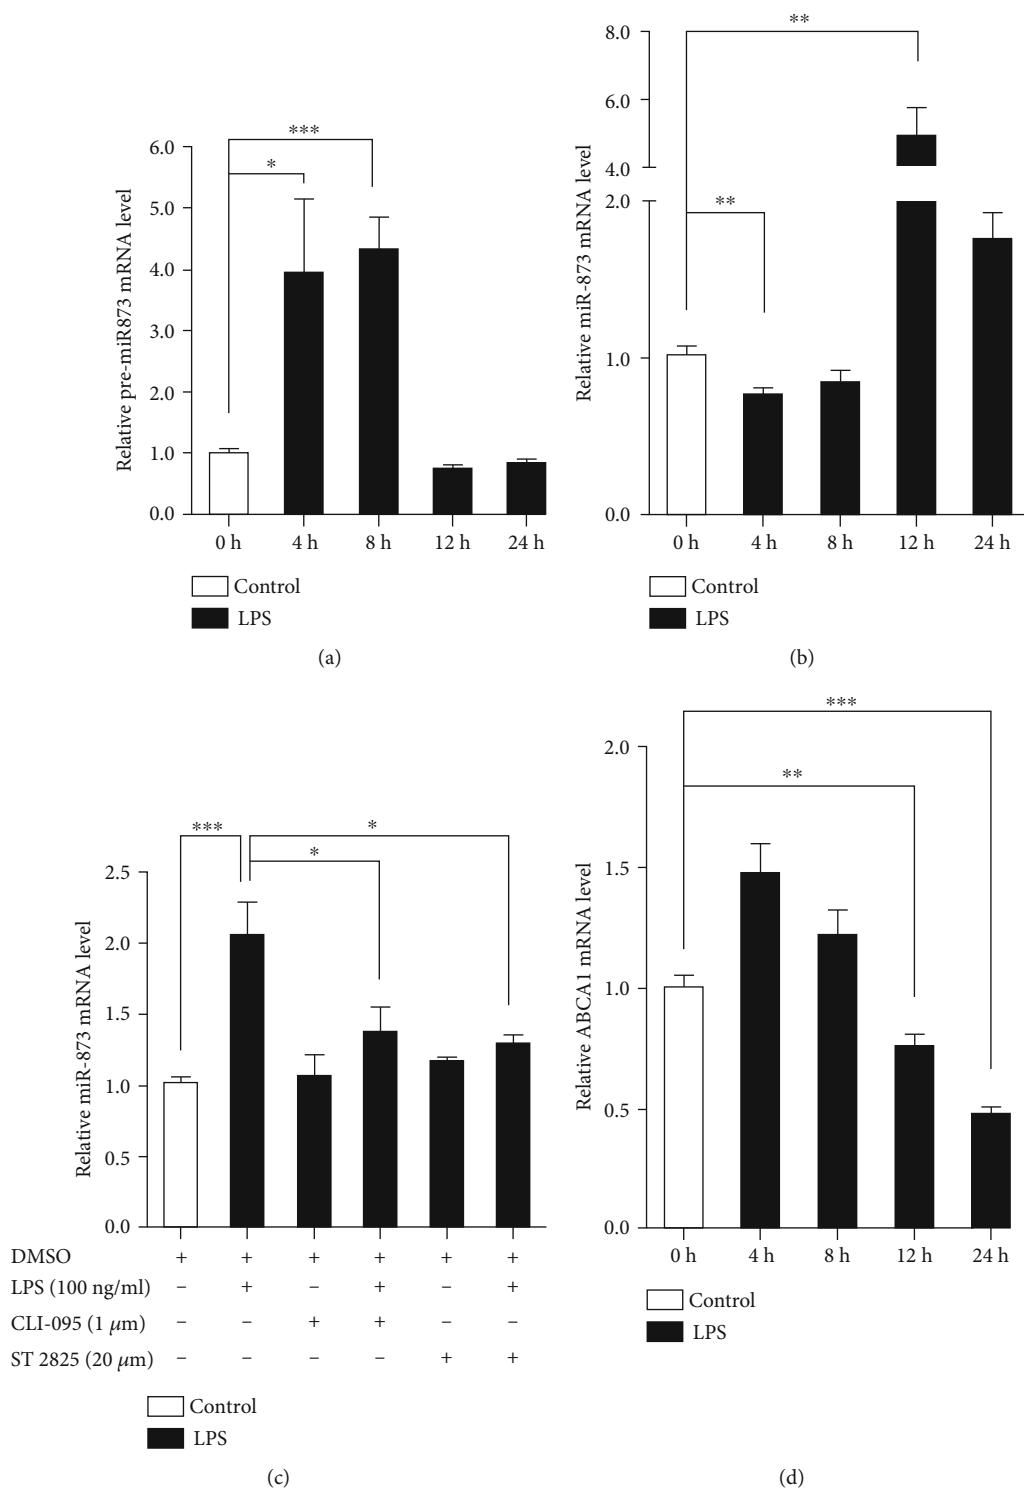 ***
*
6.0
5.0
4.0
3.0
2.0
1.0
0.0
Relative pre-miR873 mRNA level
0 h 4 h 8 h 12 h 24 h
Control
LPS
(a)
**
**
8.0
6.0
4.0
2.0
1.0
0.0
Relative miR-873 mRNA level
0 h 4 h 8 h 12 h 24 h
Control
LPS
(b)
***
*
*
2.5
2.0
1.5
1.0
0.5
0.0
Relative miR-873 mRNA level
DMSO + + + + + +
LPS (100 ng/ml) − + − + − +
CLI-095 (1 μm) − − + + − −
ST 2825 (20 μm) − − − − + +
Control
LPS
(c)
***
**
2.0
1.5
1.0
0.5
0.0
Relative ABCA1 mRNA level
0 h 4 h 8 h 12 h 24 h
Control
LPS
(d)